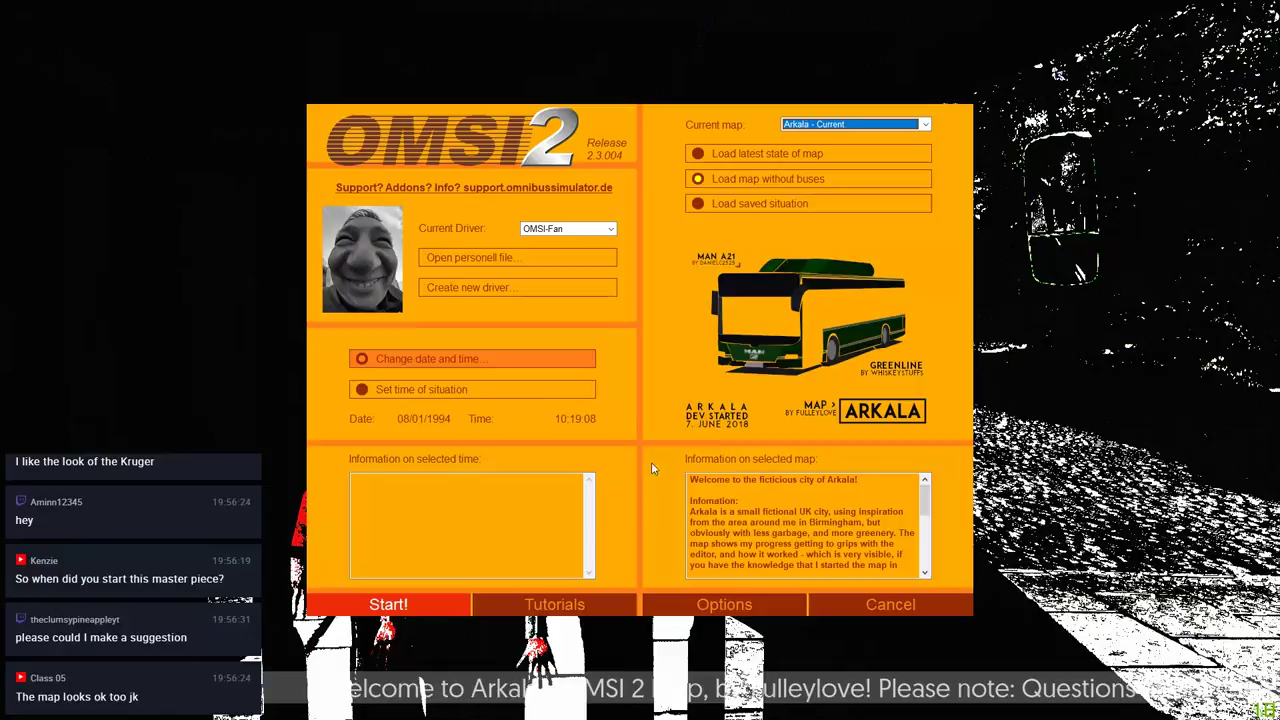 OMSI 2
Release
2.3.004
Support? Addons? Info? support.omnibussimulator.de
Current Driver:
OMSI-Fan
Open personell file...
Create new driver...
Change date and time...
Set time of situation
Date: 08/01/1994 Time: 10:19:08
Information on selected time:
Current map:
Arkala - Current
Load latest state of map
Load map without buses
Load saved situation
MAN A21
BY DANIELC2525
MAN
GREENLINE
BY WHISKEYSTUFFS
ARKALA
DEV STARTED
7. JUNE 2018
MAP >
BY FULLEYLOVE
ARKALA
Information on selected map:
Welcome to the ficticious city of Arkala!
Infomation:
Arkala is a small fictional UK city, using inspiration
from the area around me in Birmingham, but
obviously with less garbage, and more greenery. The
map shows my progress getting to grips with the
editor, and how it worked - which is very visible, if
you have the knowledge that I started the map in
Start!
Tutorials
Options
Cancel
I like the look of the Kruger
Aminn12345 19:56:24
hey
Kenzie 19:56:19
So when did you start this master piece?
theclumsypineappleyt 19:56:31
please could I make a suggestion
Class 05 19:56:24
The map looks ok too jk
Please note: Questions